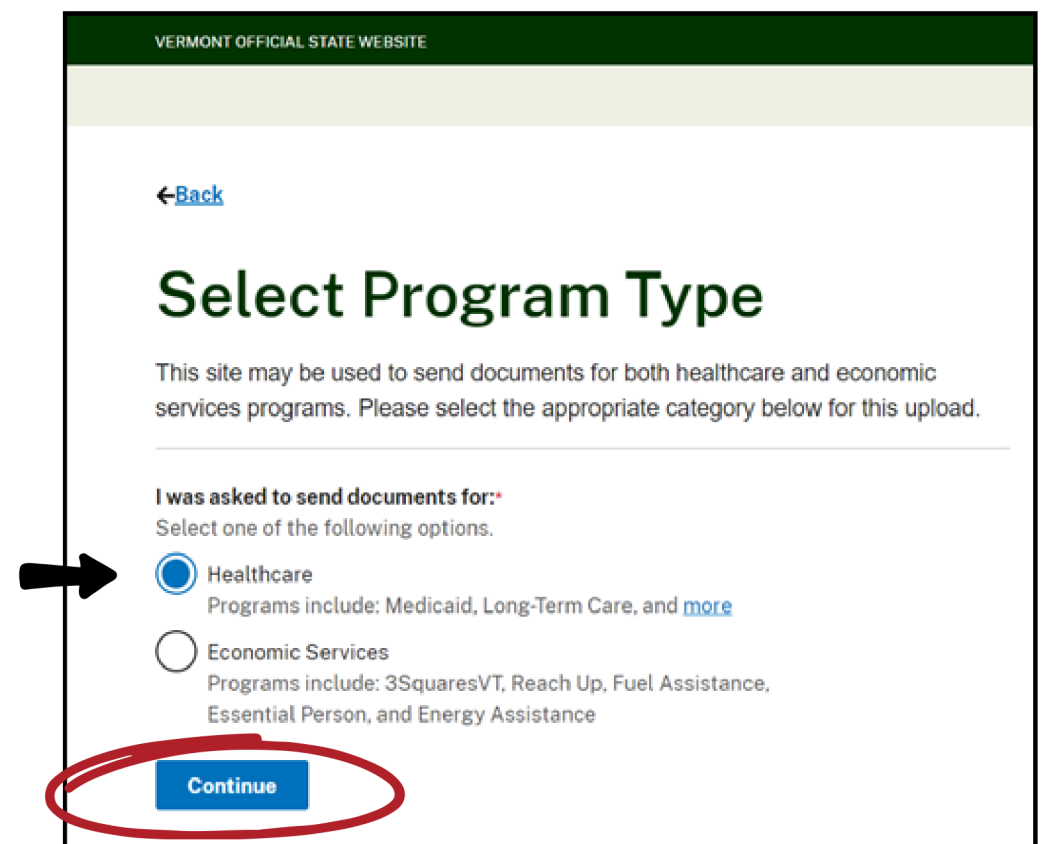 VERMONT OFFICIAL STATE WEBSITE
←Back
Select Program Type
This site may be used to send documents for both healthcare and economic
services programs. Please select the appropriate category below for this upload.
I was asked to send documents for:*
Select one of the following options.
Healthcare
Programs include: Medicaid, Long-Term Care, and more
Economic Services
Programs include: 3SquaresVT, Reach Up, Fuel Assistance,
Essential Person, and Energy Assistance
Continue